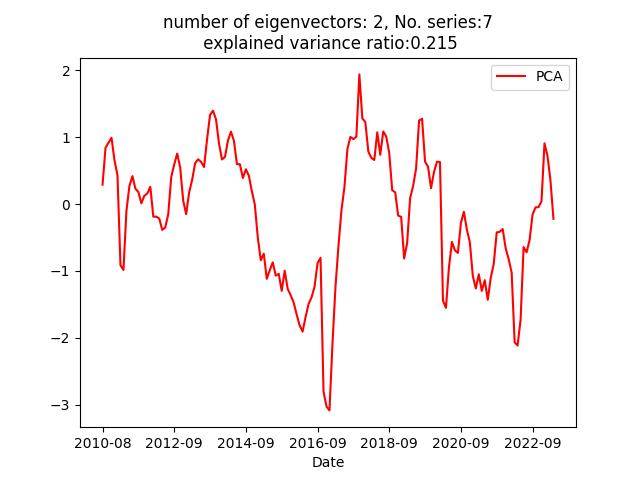 number of eigenvectors: 2, No. series:7
explained variance ratio:0.215
PCA
2
1
0
−1
−2
−3
2010-08 2012-09 2014-09 2016-09 2018-09 2020-09 2022-09
Date